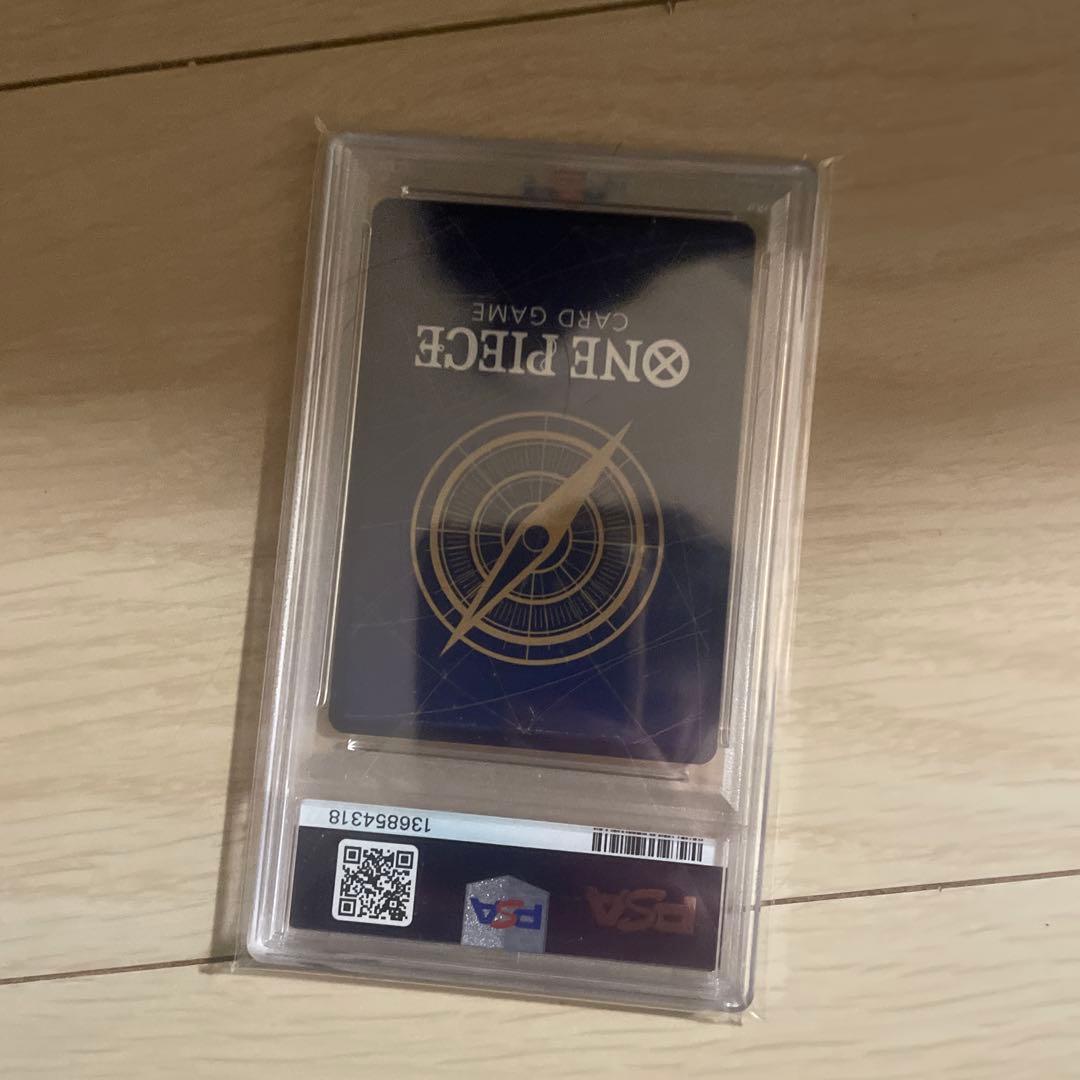 PSA
PSA
136854318
ONE PIECE
CARD GAME